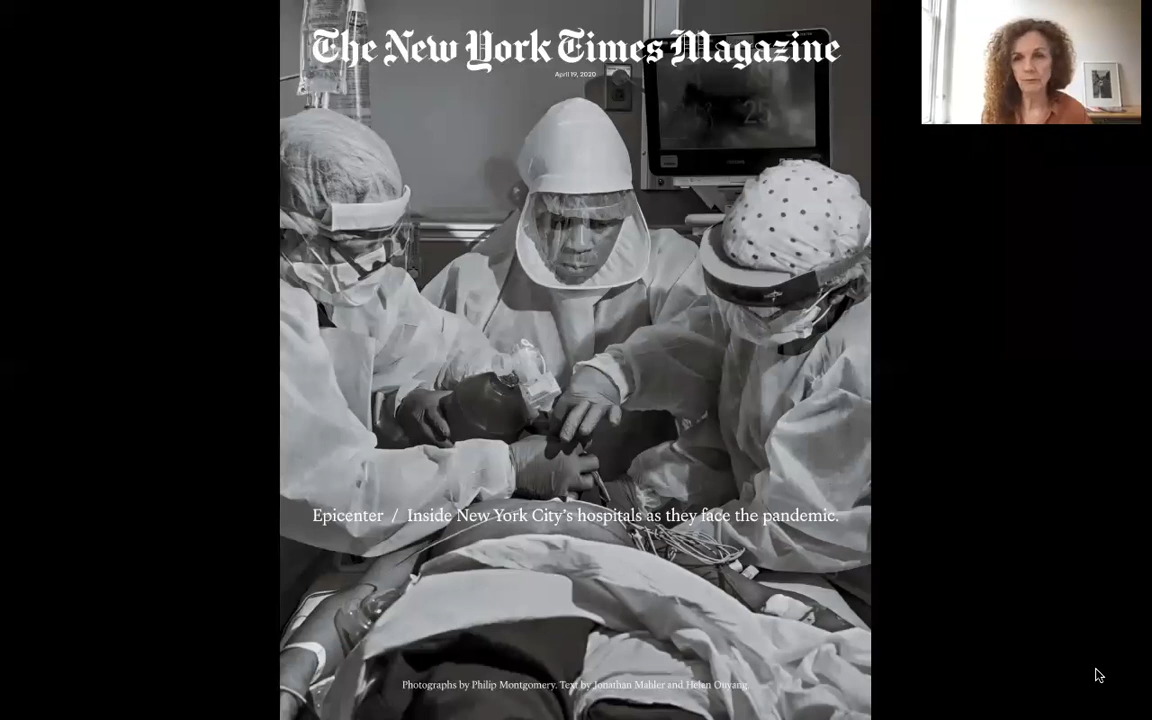 The New York Times Magazine
April 19, 2020
Epicenter / Inside New York City's hospitals as they face the pandemic.
Photographs by Philip Montgomery. Text by Jonathan Mahler and Helen Ouyang.